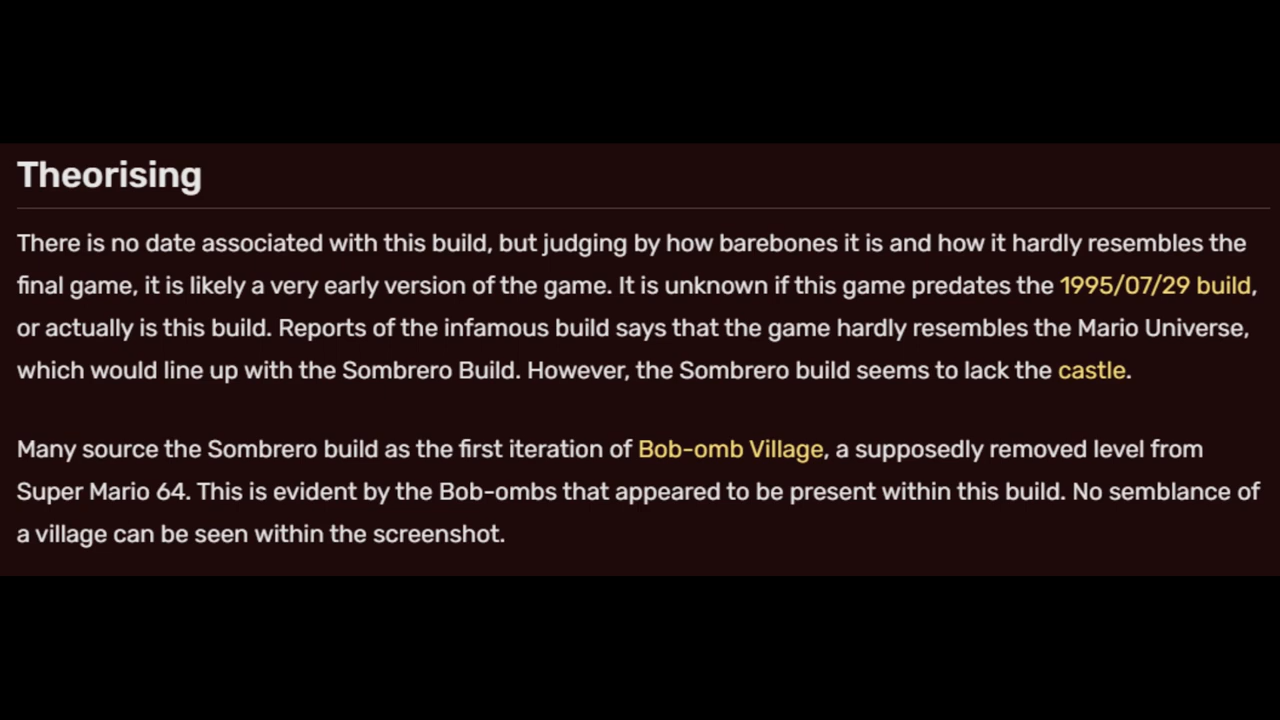 Theorising
There is no date associated with this build, but judging by how barebones it is and how it hardly resembles the
final game, it is likely a very early version of the game. It is unknown if this game predates the 1995/07/29 build,
or actually is this build. Reports of the infamous build says that the game hardly resembles the Mario Universe,
which would line up with the Sombrero Build. However, the Sombrero build seems to lack the castle.
Many source the Sombrero build as the first iteration of Bob-omb Village, a supposedly removed level from
Super Mario 64. This is evident by the Bob-ombs that appeared to be present within this build. No semblance of
a village can be seen within the screenshot.